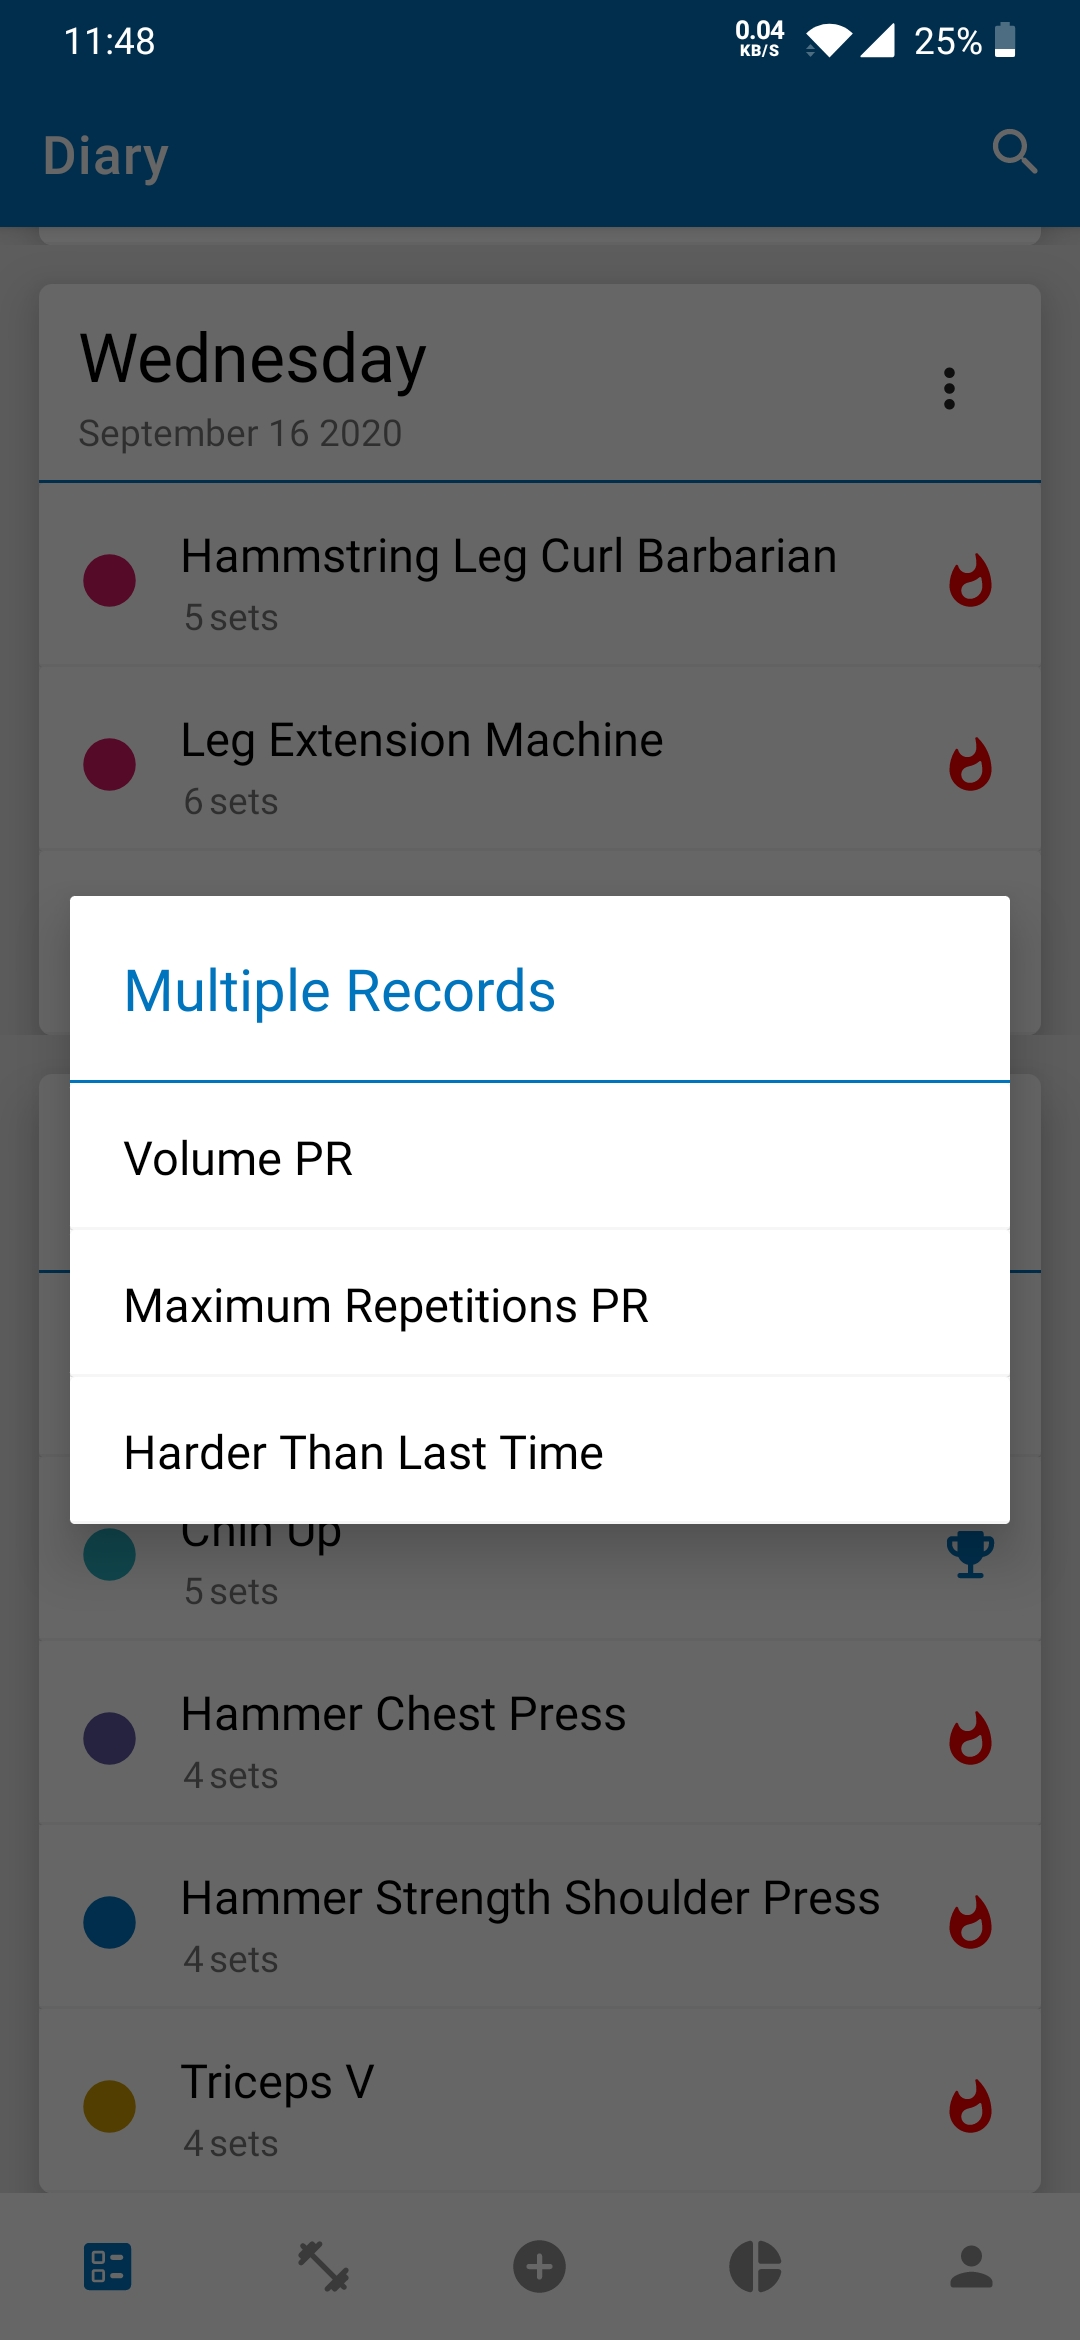 11:48
0.04
KB/S
25%
Diary
Wednesday
September 16 2020
Hammstring Leg Curl Barbarian
5 sets
Leg Extension Machine
6 sets
Multiple Records
Volume PR
Maximum Repetitions PR
Harder Than Last Time
Chin Up
5 sets
Hammer Chest Press
4 sets
Hammer Strength Shoulder Press
4 sets
Triceps V
4 sets